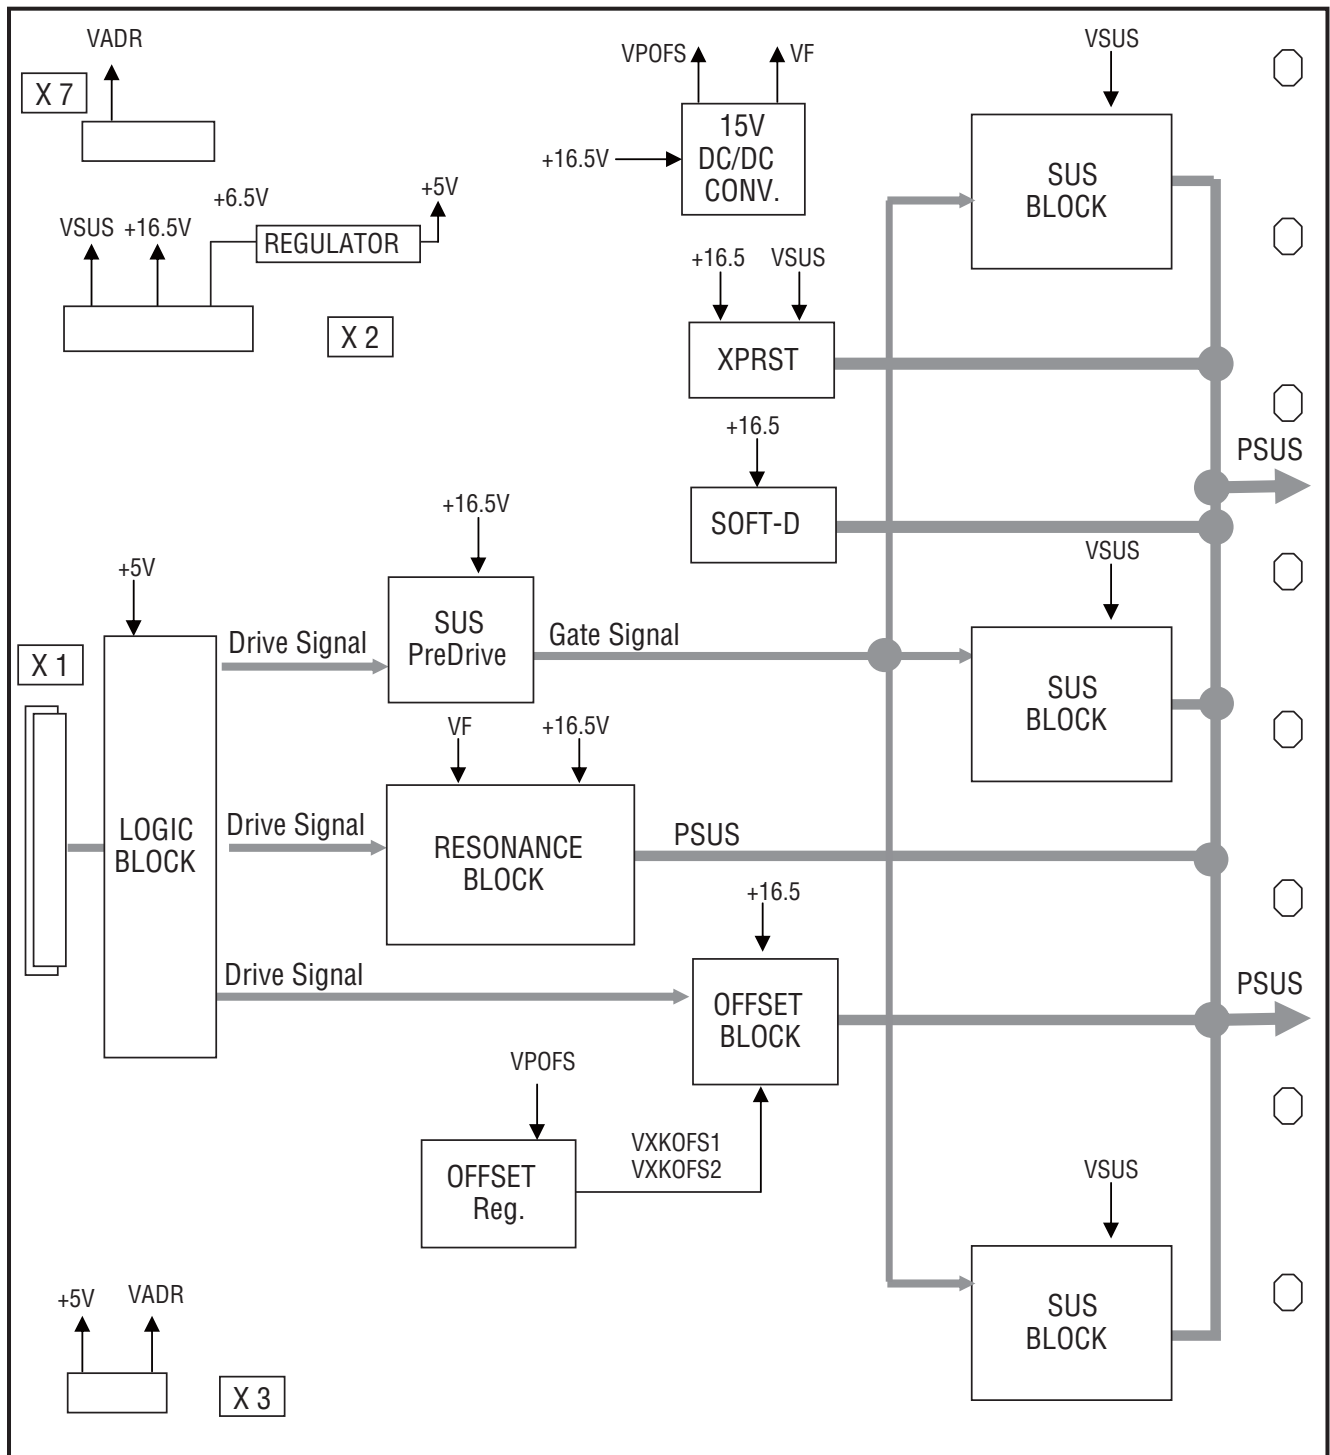 VADR
X 7
VPOFS
VF
15V
DC/DC
CONV.
+16.5V
VSUS
SUS
BLOCK
+6.5V
+5V
VSUS
+16.5V
REGULATOR
X 2
+16.5
VSUS
XPRST
+16.5
SOFT-D
PSUS
+16.5V
SUS
PreDrive
+5V
X 1
Drive Signal
Gate Signal
VSUS
SUS
BLOCK
VF
+16.5V
LOGIC
BLOCK
Drive Signal
RESONANCE
BLOCK
PSUS
+16.5
Drive Signal
OFFSET
BLOCK
PSUS
VPOFS
OFFSET
Reg.
VXKOFS1
VXKOFS2
VSUS
SUS
BLOCK
+5V
VADR
X 3